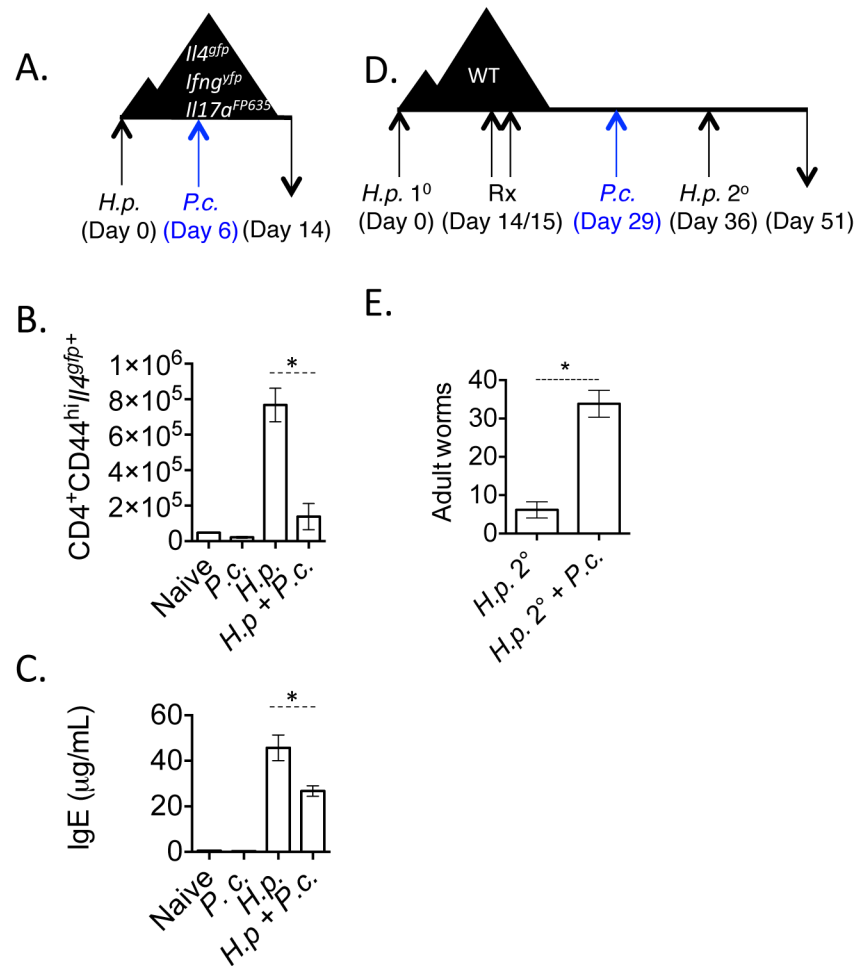 A.
Il4gfp
Ifngyfp
Il17aFP635
H.p. P.c.
(Day 0) (Day 6) (Day 14)
D.
WT
H.p. 1⁰ Rx P.c. H.p. 2º
(Day 0) (Day 14/15) (Day 29) (Day 36) (Day 51)
B.
CD4⁺CD44ʰⁱIl4ᵍᶠᵖ⁺
1×10⁶
8×10⁵
6×10⁵
4×10⁵
2×10⁵
0
*
Naive
P.c.
H.p.
H.p + P.c.
E.
Adult worms
40
30
20
10
0
*
H.p. 2°
H.p. 2° + P.c.
C.
IgE (μg/mL)
60
40
20
0
*
Naive
P. c.
H.p.
H.p + P.c.